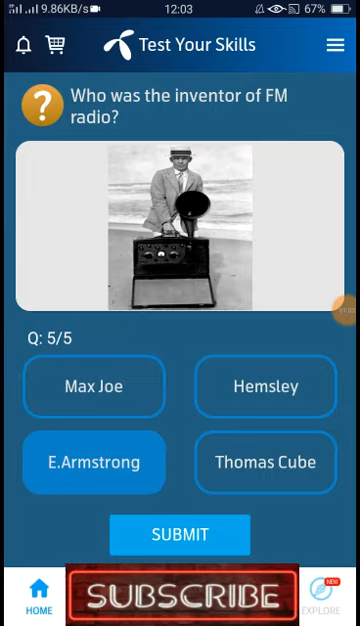 9.86KB/s
12:03
67%
Test Your Skills
?
Who was the inventor of FM
radio?
Q: 5/5
Max Joe
Hemsley
E.Armstrong
Thomas Cube
SUBMIT
HOME
SUBSCRIBE
NEW
EXPLORE